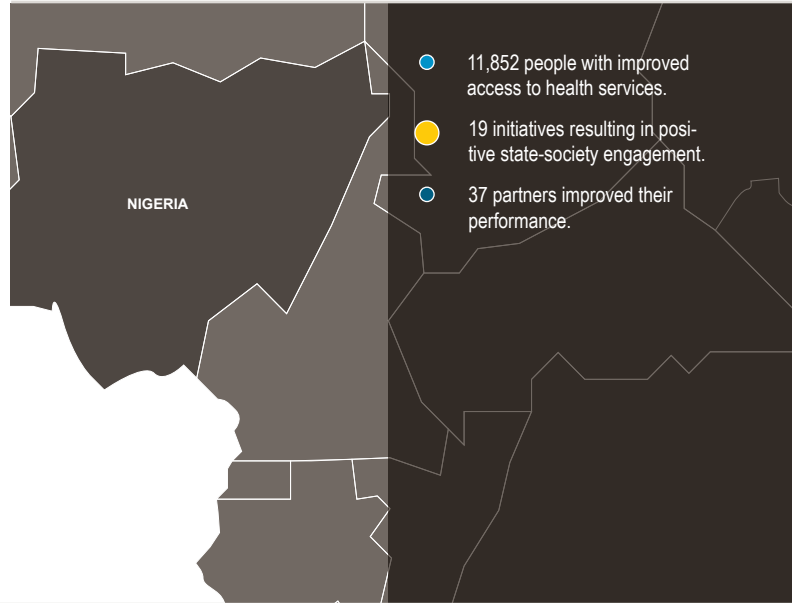 NIGERIA
11,852 people with improved
access to health services.
19 initiatives resulting in posi-
tive state-society engagement.
37 partners improved their
performance.